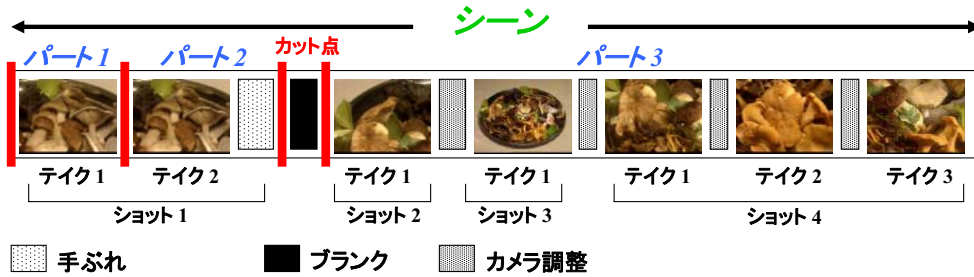 シーン
パート1 パート2 カット点 パート3
テイク 1 テイク 2 テイク 1 テイク 1 テイク 1 テイク 2 テイク 3
ショット 1 ショット 2 ショット 3 ショット 4
手ぶれ ブランク カメラ調整